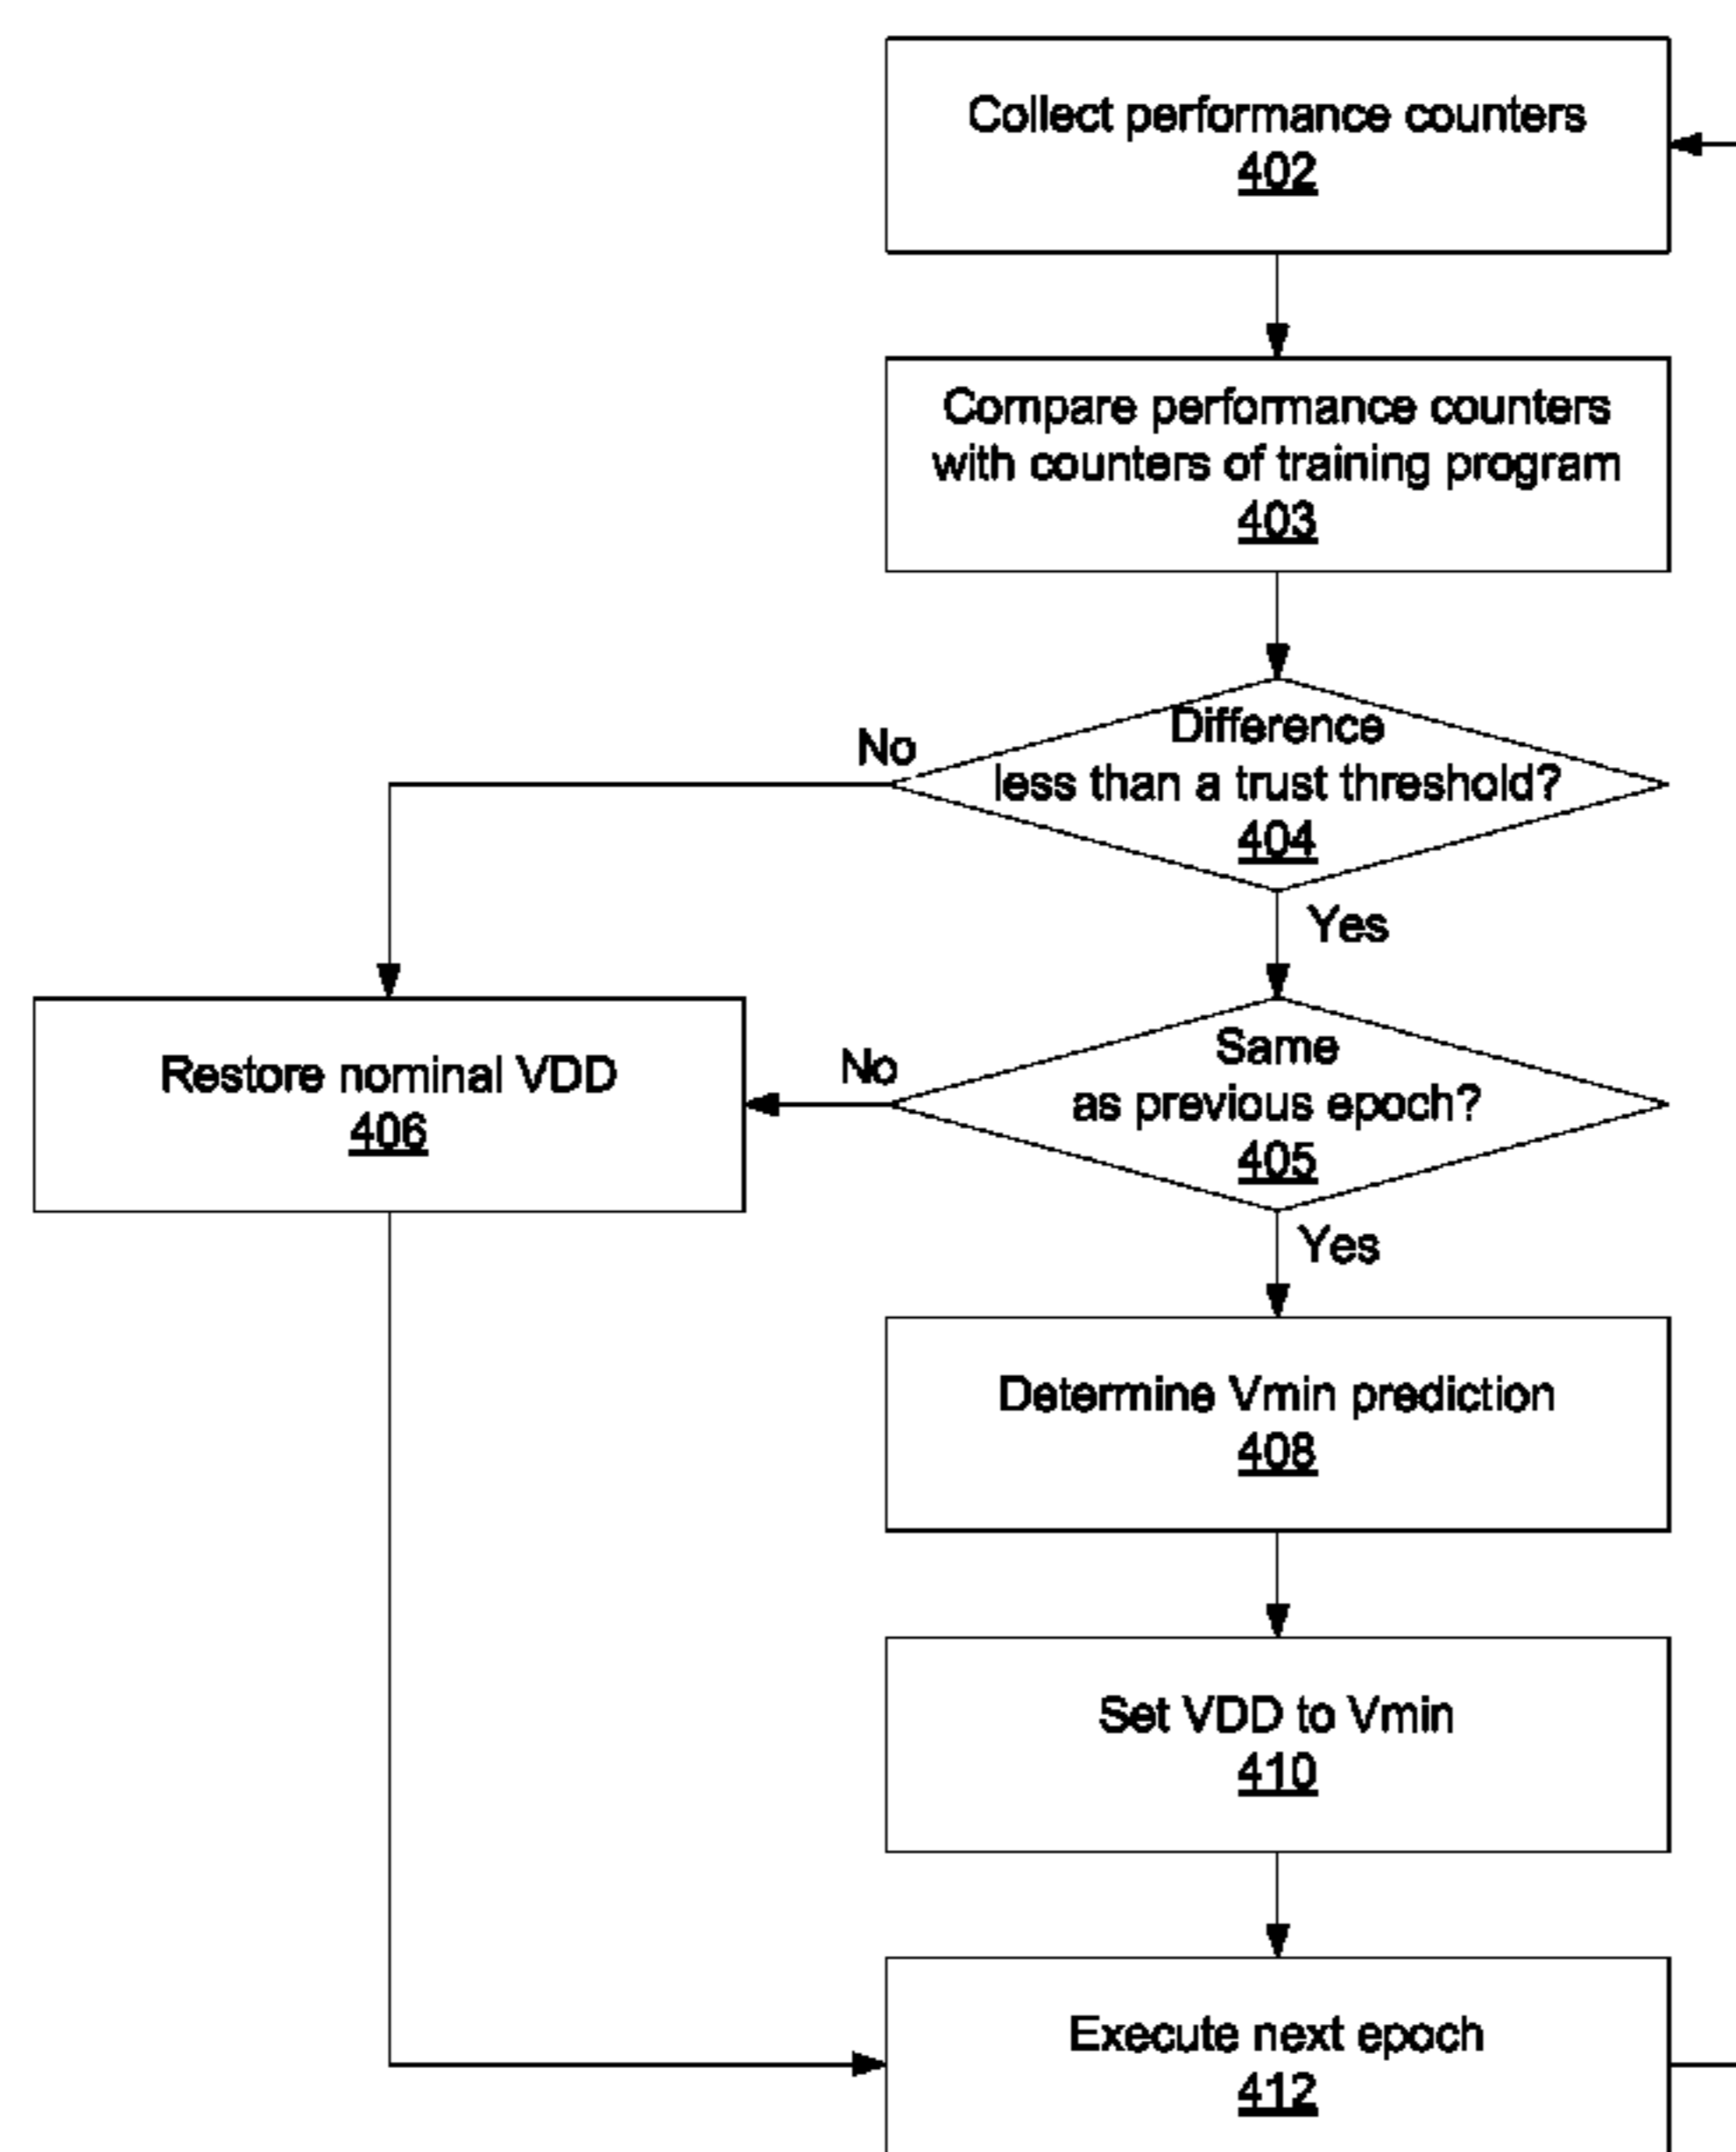 Collect performance counters
402
Compare performance counters
with counters of training program
403
Difference
less than a trust threshold?
404
No
Yes
Same
as previous epoch?
405
No
Restore nominal VDD
406
Yes
Determine Vmin prediction
408
Set VDD to Vmin
410
Execute next epoch
412